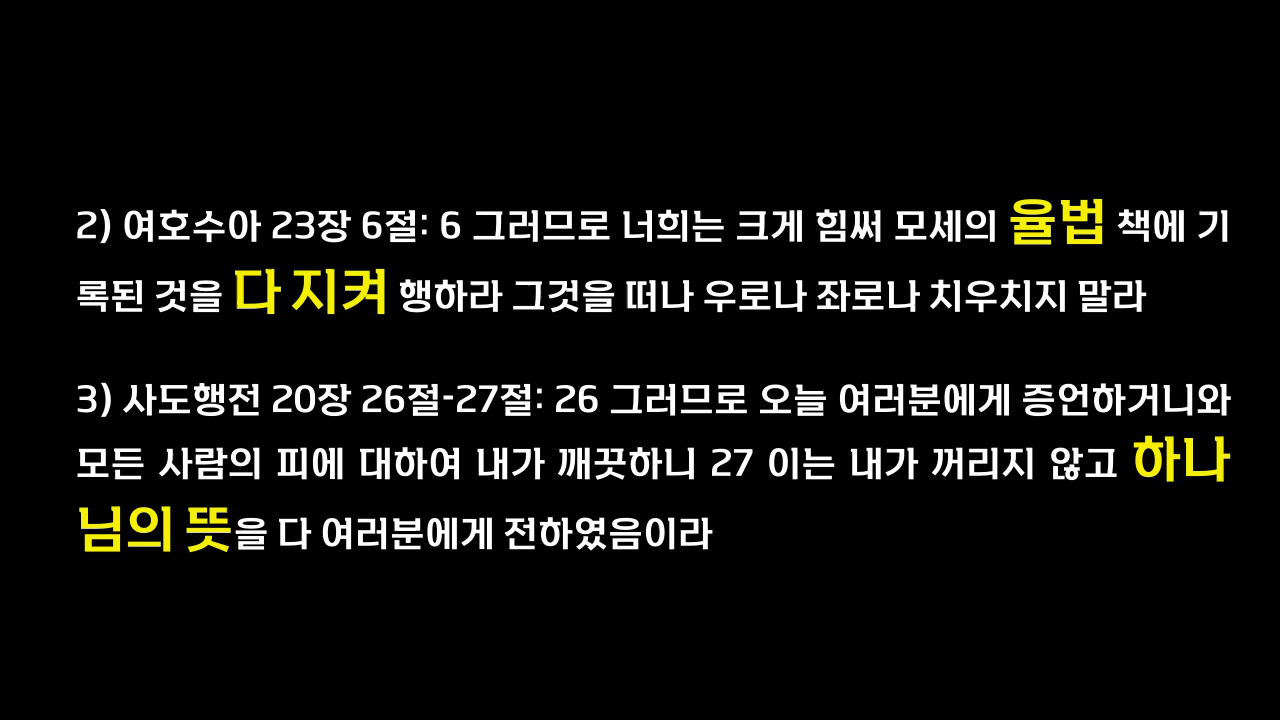 2) 여호수아 23장 6절: 6 그러므로 너희는 크게 힘써 모세의 율법 책에 기
록된 것을 다 지켜 행하라 그것을 떠나 우로나 좌로나 치우치지 말라
3) 사도행전 20장 26절-27절: 26 그러므로 오늘 여러분에게 증언하거니와
모든 사람의 피에 대하여 내가 깨끗하니 27 이는 내가 꺼리지 않고 하나
님의 뜻을 다 여러분에게 전하였음이라